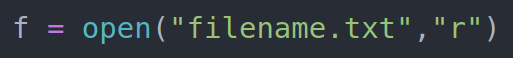 f = open("filename.txt","r")